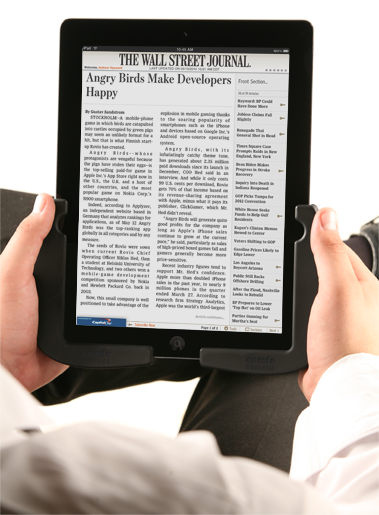 iPad
10:45 AM
THE WALL STREET JOURNAL.
Angry Birds Make Developers
Happy
By Gustav Sandstrom
STOCKHOLM—A mobile-phone
game in which birds are catapulted
into castles occupied by green pigs
may seem an unlikely format for a
hit, but that is what Finnish start-
up Rovio has created.
Angry Birds—whose
protagonists are vengeful because
the pigs have stolen their eggs—is
the top-selling paid-for game in
Apple Inc.'s App Store right now in
the U.S., the U.K. and a host of
other countries, and the most
popular game on Nokia Corp.'s
N900 smartphone.
Indeed, according to Applyzer,
an independent website based in
Germany that analyzes rankings for
applications, as of May 12 Angry
Birds was the top-ranking app
globally in all categories and by any
measure.
The seeds of Rovio were sown
when current Rovio Chief
Operating Officer Niklas Hed, then
a student at Helsinki University of
Technology, and two others won a
mobile-game development
competition sponsored by Nokia
and Hewlett Packard Co. back in
2003.
Now, this small company is well
positioned to take advantage of the
explosion in mobile gaming thanks
to the soaring popularity of
smartphones such as the iPhone
and devices based on Google Inc.'s
Android open-source operating
system.
Angry Birds, with its
infuriatingly catchy theme tune,
has generated about 2.35 million
paid downloads since its launch in
December, COO Hed said in an
interview. And while it only costs
99 U.S. cents per download, Rovio
gets 70% of that income based on
its revenue-sharing agreement
with Apple, minus what it pays its
publisher, Clickgamer, which Mr.
Hed didn't reveal.
"Angry Birds will generate quite
good profits for the company as
long as Apple's iPhone sales
continue to grow at the current
pace," he said, particularly as sales
of high-priced boxed games fall and
gamers generally become more
price-sensitive.
Recent industry figures tend to
support Mr. Hed's confidence.
Apple more than doubled iPhone
sales in the past year, to nearly 9
million phones in the quarter
ended March 27. According to
research firm Strategy Analytics,
Apple was the world's third-largest
Page 1 of 2
Front Section...
Hayward: BP Could
Have Done More
Jobless Claims Fall
Slightly
Renegade Thai
General Shot in Head
Times Square Case
Prompts Raids in New
England, New York
Bean Makes
Progress in Stroke
Recovery
Inquiry Into Death in
Indiana Reopened
GOP Picks Tampa for
2012 Convention
White House Seeks
Funds to Help Gulf
Residents
Kagan's Clinton Memos
Reveal a Center
Voters Shifting to GOP
Gasoline Prices Likely to
Edge Lower
Los Angeles to
Boycott Arizona
Public Still Backs
Offshore Drilling
After the Flood, Nashville
Looks to Rebuild
BP Prepares to Lower
'Top Hat' on Oil Leak
Parties Gunning for
Murtha's Seat